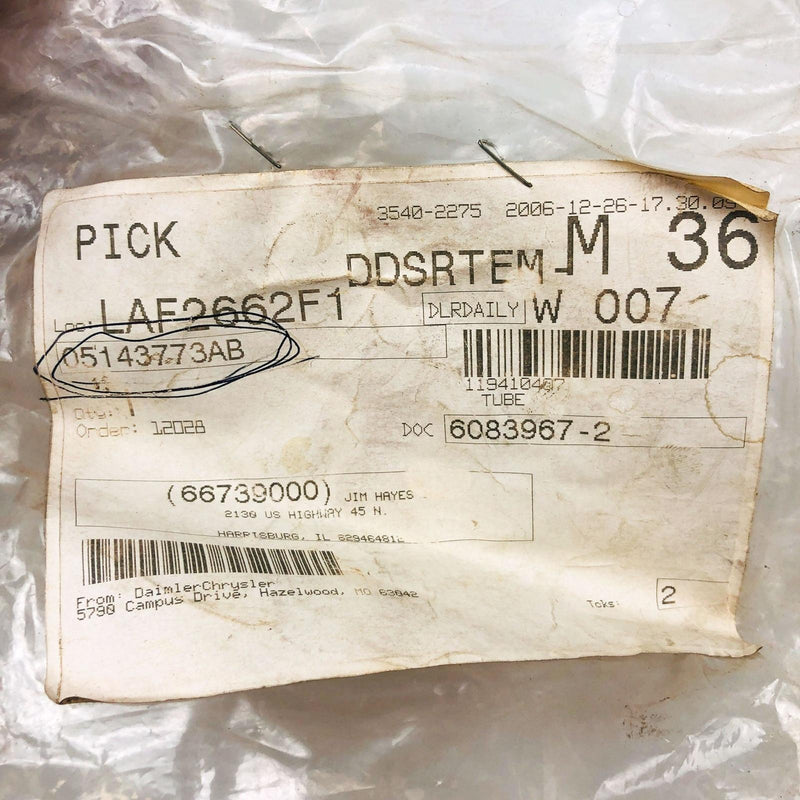 3540-2275 2006-12-26-17.30.09
PICK
DDSRTEM M 36
Loc: LAF2662F1 DLRDAILY W 007
05143773AB
119410407
TUBE
Qty: 1
Order: 12028
DOC 6083967-2
(66739000) JIM HAYES
2130 US HIGHWAY 45 N.
HARRISBURG, IL 62946481
From: DaimlerChrysler
5790 Campus Drive, Hazelwood, MO 63042
Tcks: 2